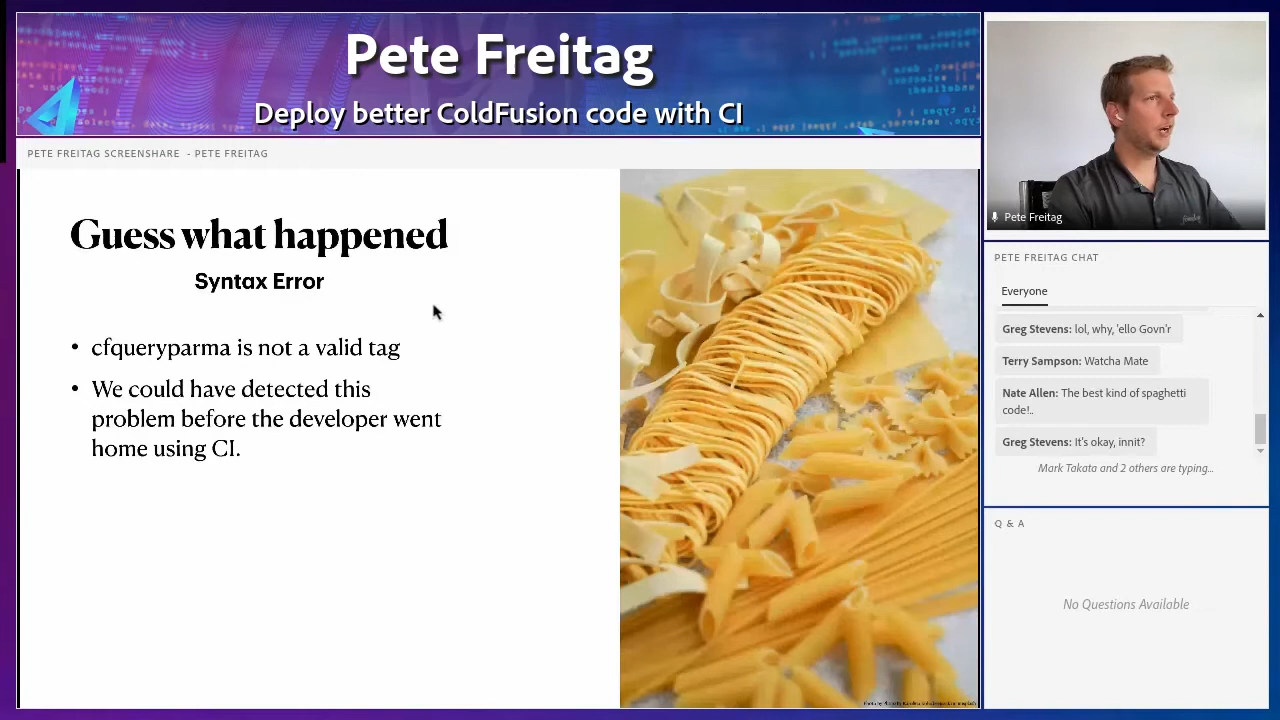 Pete Freitag
Deploy better ColdFusion code with CI
PETE FREITAG SCREENSHARE - PETE FREITAG
Guess what happened
Syntax Error
• cfqueryparma is not a valid tag
• We could have detected this
problem before the developer went
home using CI.
Pete Freitag
PETE FREITAG CHAT
Everyone
Greg Stevens: lol, why, 'ello Govn'r
Terry Sampson: Watcha Mate
Nate Allen: The best kind of spaghetti
code!..
Greg Stevens: It's okay, innit?
Mark Takata and 2 others are typing...
Q & A
No Questions Available